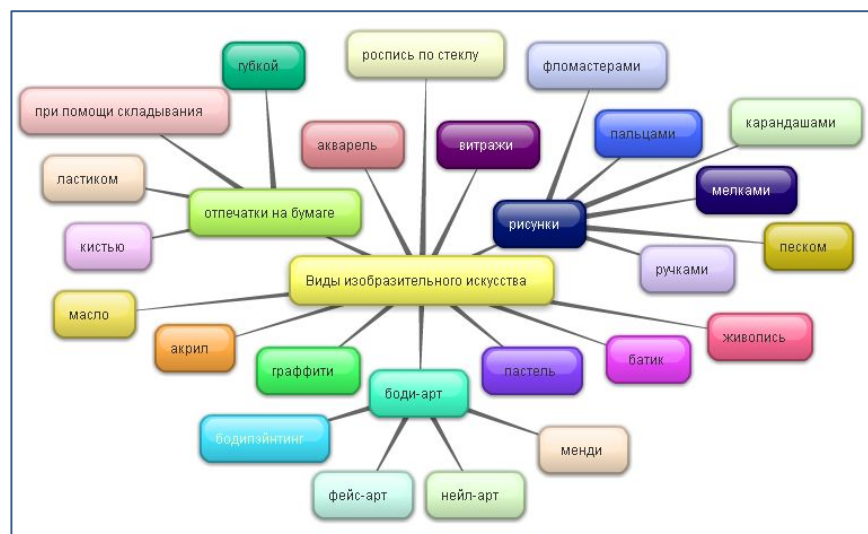 губкой
роспись по стеклу
фломастерами
при помощи складывания
акварель
витражи
пальцами
карандашами
ластиком
мелками
отпечатки на бумаге
рисунки
кистью
песком
ручками
Виды изобразительного искусства
масло
акрил
живопись
граффити
пастель
батик
боди-арт
бодипэйнтинг
менди
фейс-арт
нейл-арт